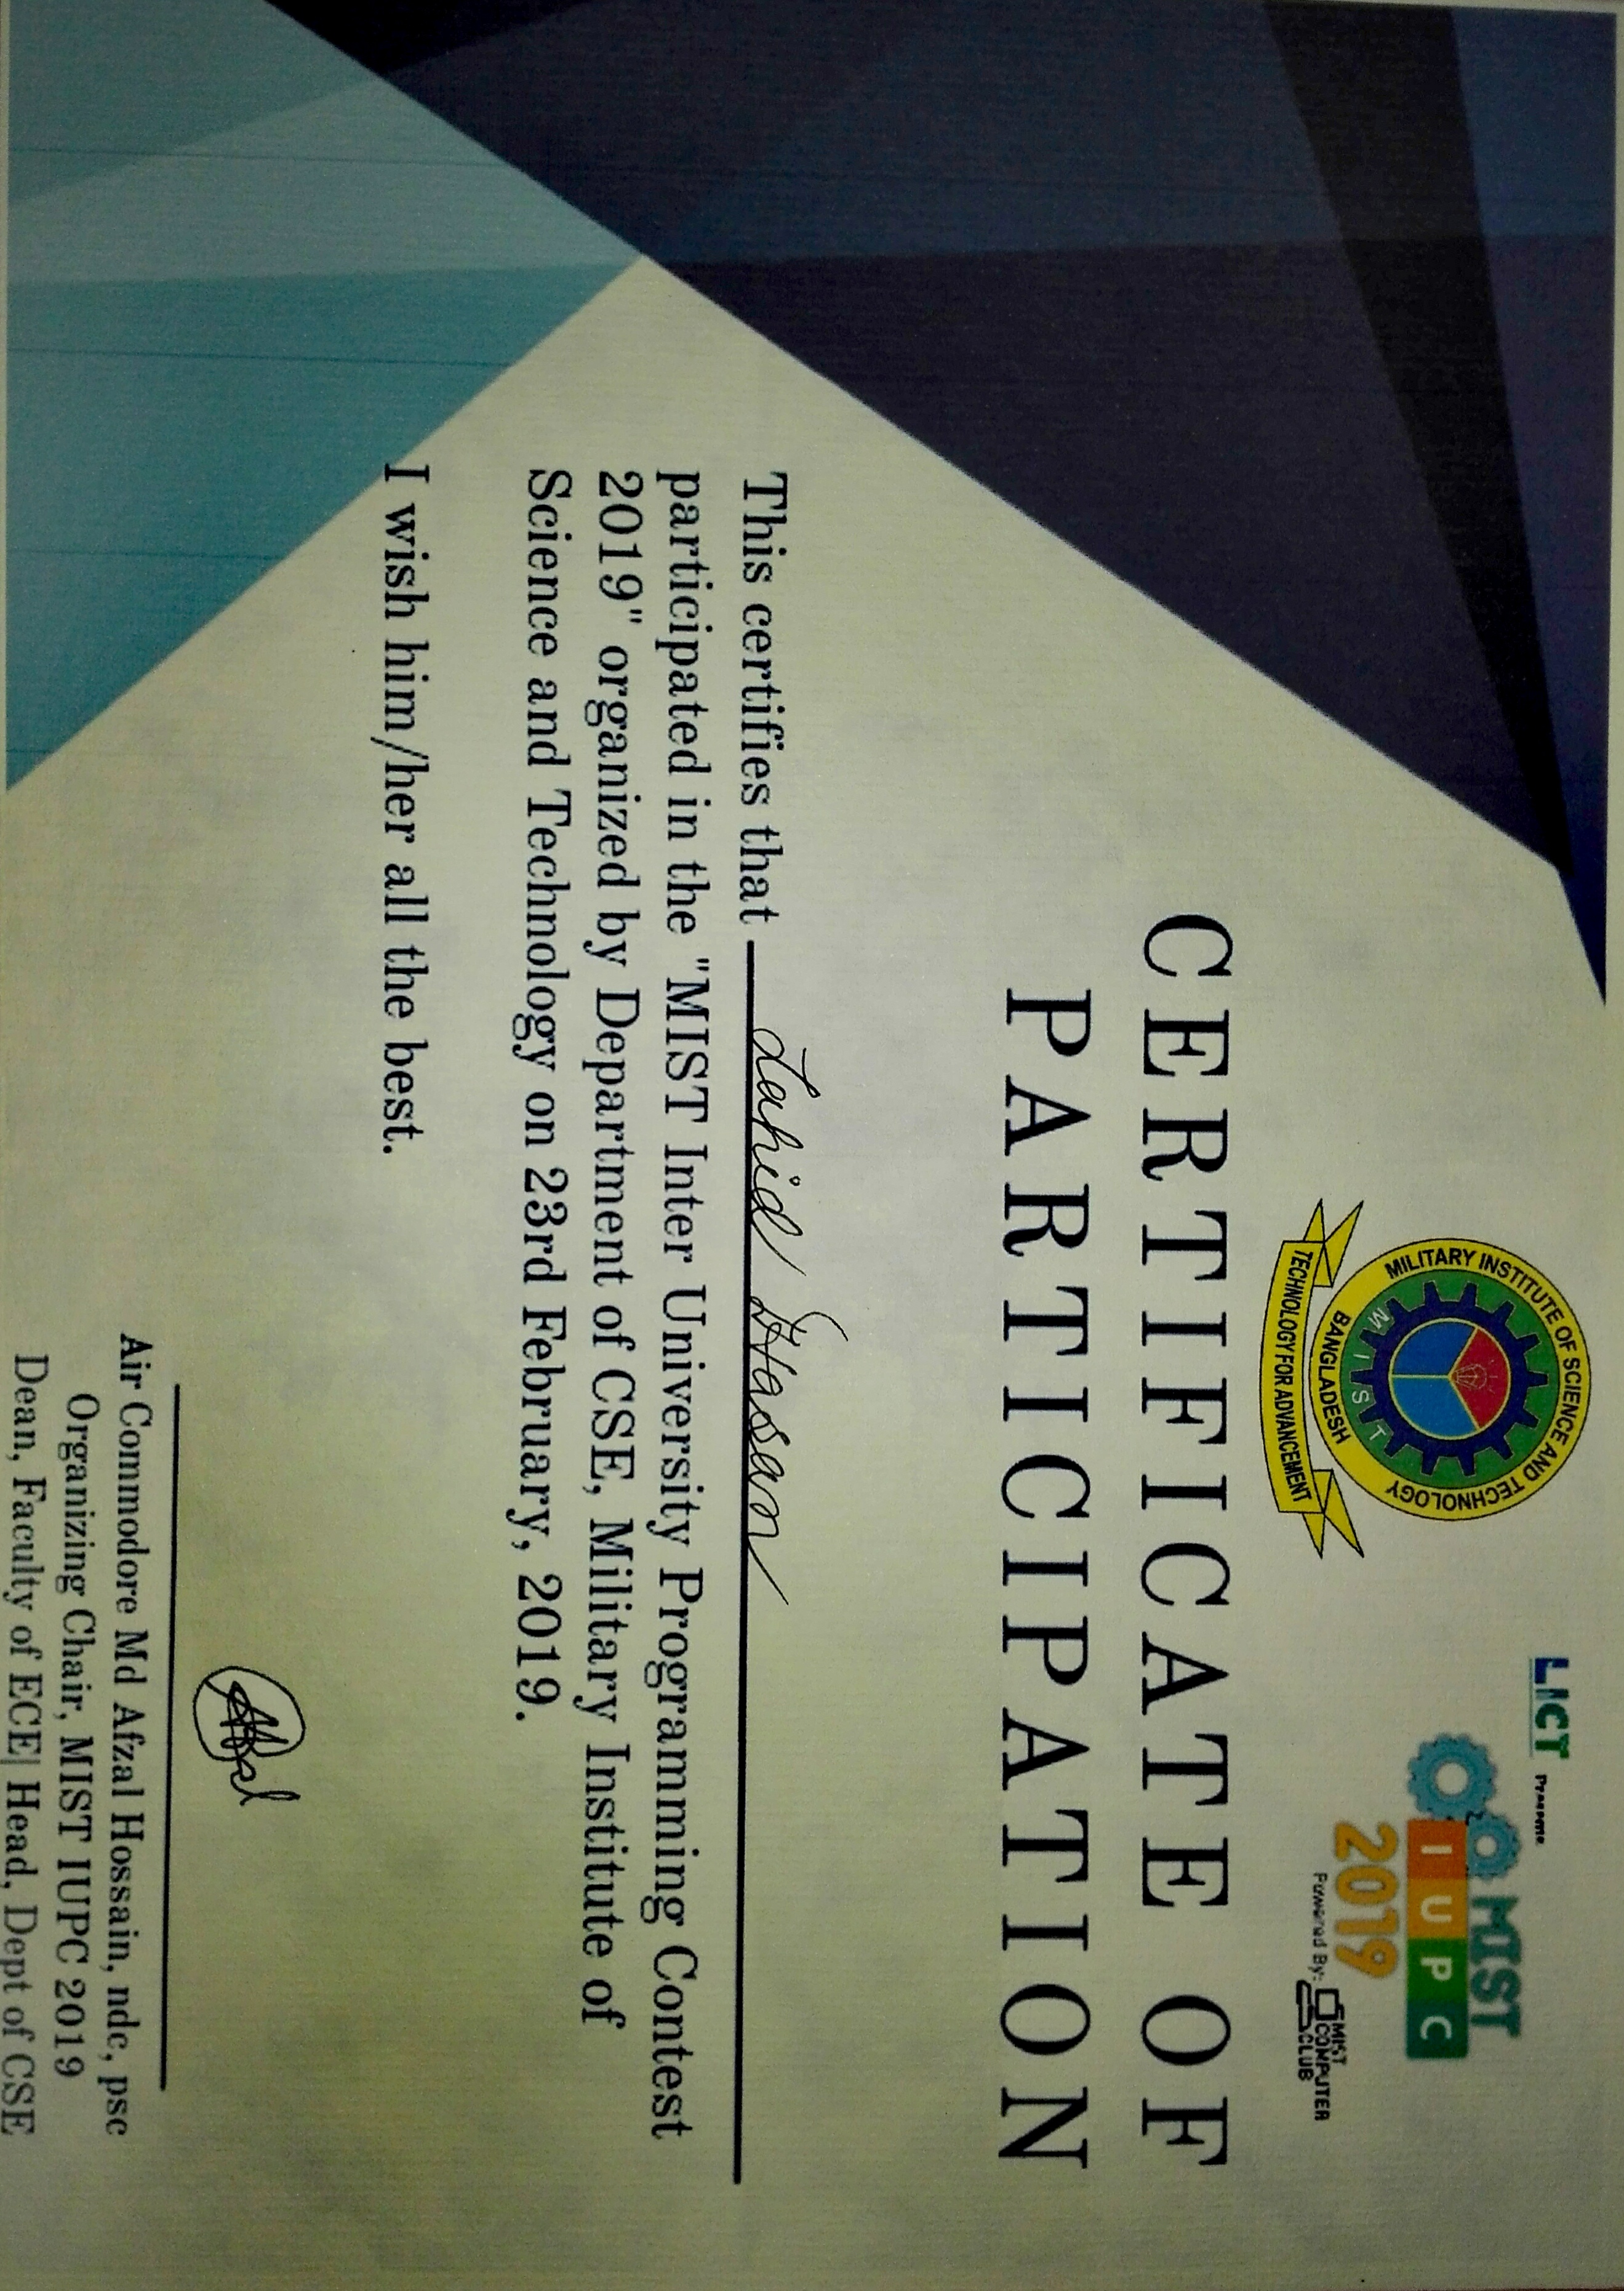 LICT Presents
MIST
IUPC
2019
Powered By: MIST COMPUTER CLUB
MILITARY INSTITUTE OF SCIENCE AND TECHNOLOGY
MIST
BANGLADESH
TECHNOLOGY FOR ADVANCEMENT
CERTIFICATE OF
PARTICIPATION
This certifies that Zahid Hasan
participated in the "MIST Inter University Programming Contest
2019" organized by Department of CSE, Military Institute of
Science and Technology on 23rd February, 2019.
I wish him/her all the best.
Air Commodore Md Afzal Hossain, ndc, psc
Organizing Chair, MIST IUPC 2019
Dean, Faculty of ECE| Head, Dept of CSE